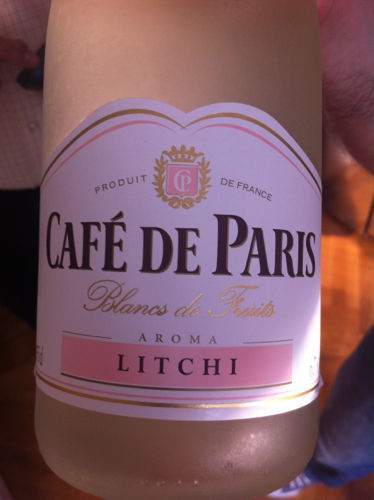 PRODUIT DE FRANCE
CP
CAFÉ DE PARIS
Blancs de Fruits
AROMA
LITCHI